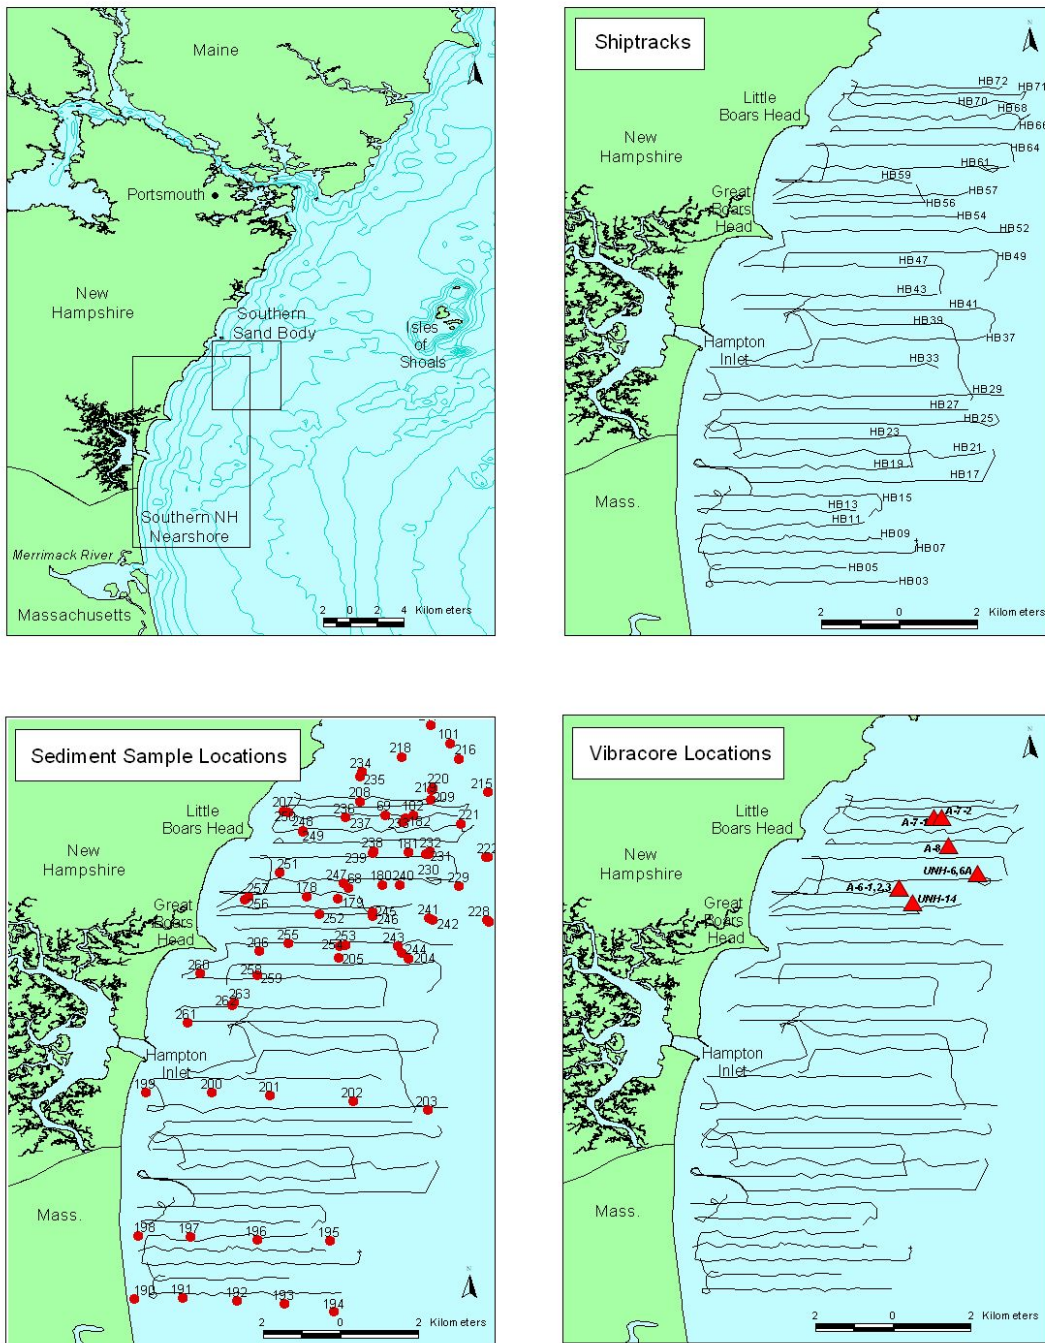 Maine
Portsmouth
New
Hampshire
Southern
Sand Body
Isles
of
Shoals
Southern NH
Nearshore
Merrimack River
Massachusetts
2 0 2 4 Kilometers
Shiptracks
Little
Boars Head
New
Hampshire
Great
Boars
Head
Hampton
Inlet
Mass.
HB72
HB71
HB70
HB68
HB66
HB64
HB61
HB59
HB57
HB56
HB54
HB52
HB49
HB47
HB43
HB41
HB39
HB37
HB33
HB29
HB27
HB25
HB23
HB21
HB19
HB17
HB15
HB13
HB11
HB09
HB07
HB05
HB03
2 0 2 Kilometers
Sediment Sample Locations
Little
Boars Head
New
Hampshire
Great
Boars
Head
Hampton
Inlet
Mass.
101
218
216
234
235
220
215
208
209
207
236
69
102
221
248
237
182
249
238
181
232
222
239
231
251
230
247
68
180
240
229
257
178
256
179
252
245
246
241
242
228
255
253
243
206
254
244
205
204
260
258
259
263
261
199
200
201
202
203
198
197
196
195
190
191
192
193
194
2 0 2 Kilometers
Vibracore Locations
Little
Boars Head
New
Hampshire
Great
Boars
Head
Hampton
Inlet
Mass.
A-7-2
A-7-1
A-8
UNH-6,6A
A-6-1,2,3
UNH-14
2 0 2 Kilometers